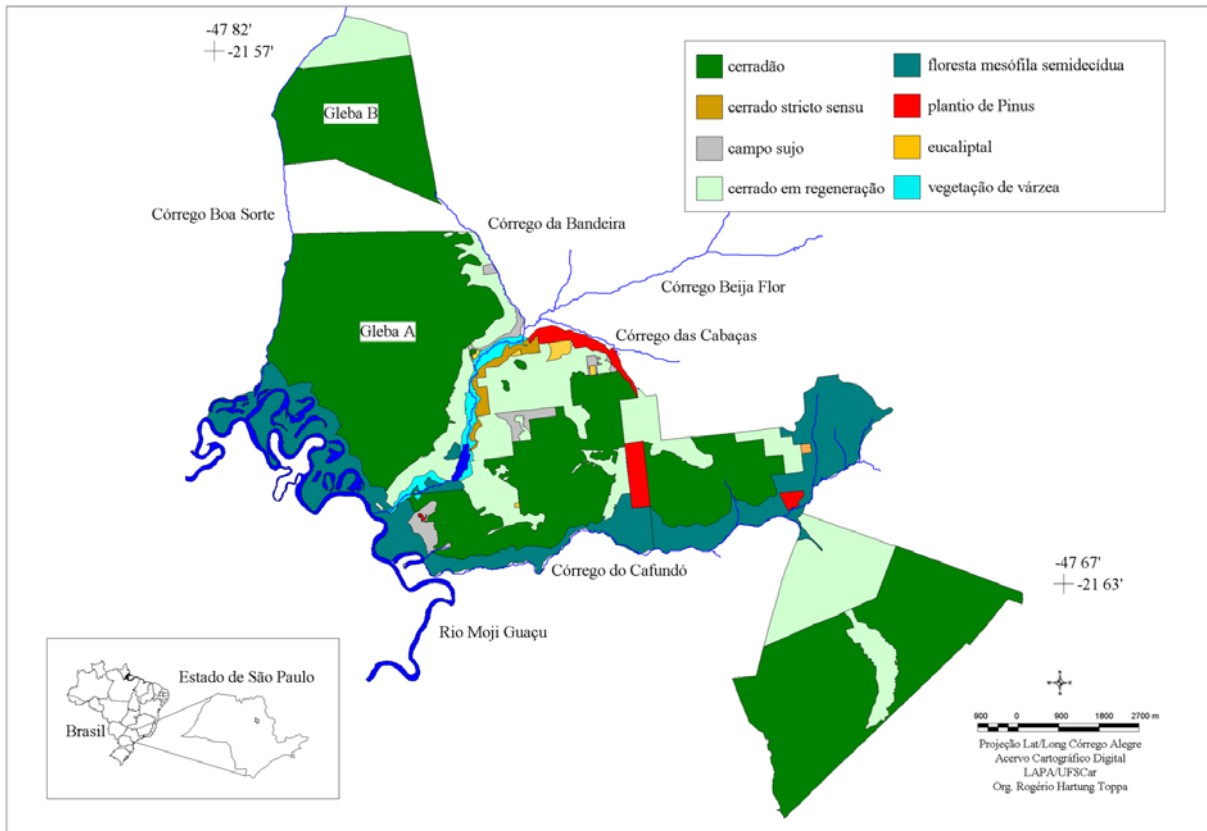 -47 82'
-21 57'
cerradão
cerrado stricto sensu
campo sujo
cerrado em regeneração
floresta mesófila semidecídua
plantio de Pinus
eucaliptal
vegetação de várzea
Gleba B
Córrego Boa Sorte
Córrego da Bandeira
Córrego Beija Flor
Córrego das Cabaças
Gleba A
Córrego do Cafundó
Rio Moji Guaçu
-47 67'
-21 63'
Estado de São Paulo
Brasil
900 0 900 1800 2700 m
Projeção Lat/Long Córrego Alegre
Acervo Cartográfico Digital
LAPA/UFSCar
Org. Rogério Hartung Toppa